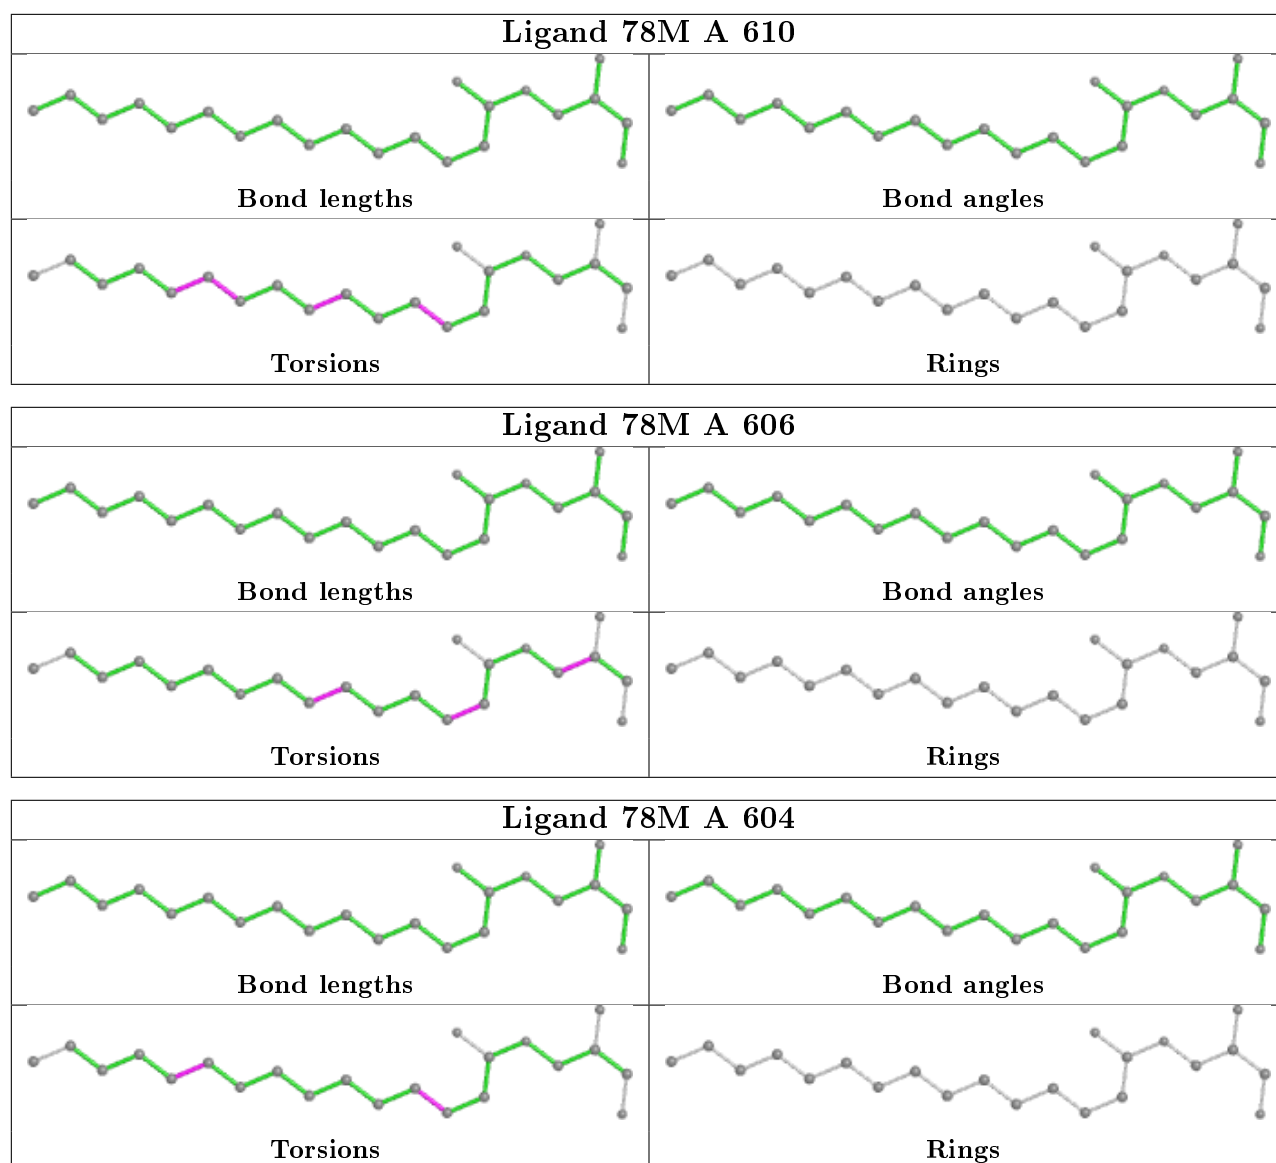 Ligand 78M A 610
Bond lengths
Bond angles
Torsions
Rings
Ligand 78M A 606
Bond lengths
Bond angles
Torsions
Rings
Ligand 78M A 604
Bond lengths
Bond angles
Torsions
Rings